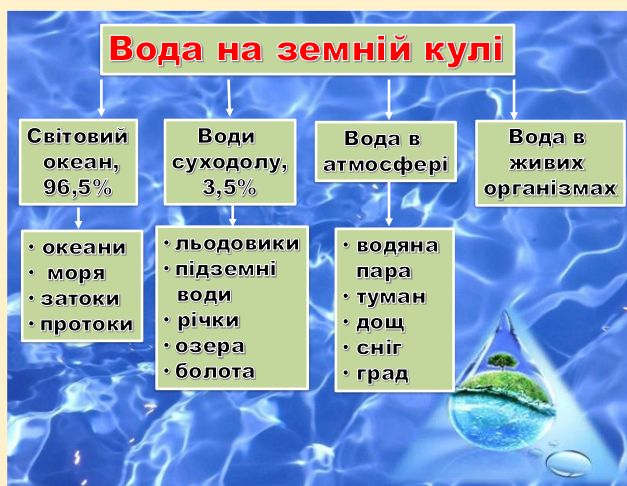 Вода на земній кулі
Світовий
океан,
96,5%
Води
суходолу,
3,5%
Вода в
атмосфері
Вода в
живих
організмах
• океани
• моря
• затоки
• протоки
• льодовики
• підземні
води
• річки
• озера
• болота
• водяна
пара
• туман
• дощ
• сніг
• град